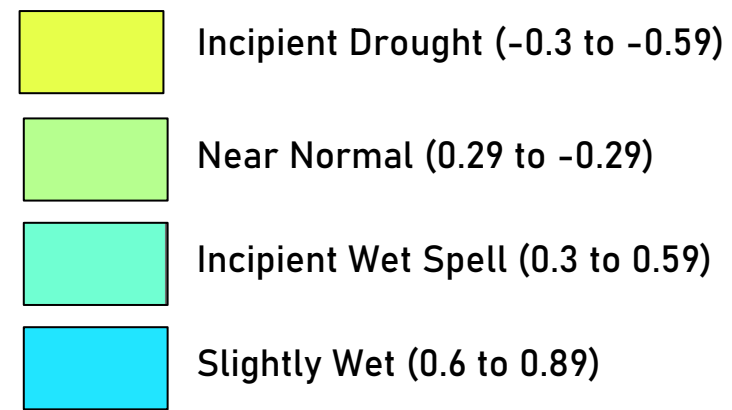 Incipient Drought (-0.3 to -0.59)
Near Normal (0.29 to -0.29)
Incipient Wet Spell (0.3 to 0.59)
Slightly Wet (0.6 to 0.89)